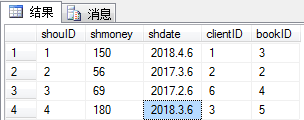 结果 消息
shouID shmoney shdate clientID bookID
1 1 150 2018.4.6 1 3
2 2 56 2017.3.6 2 2
3 3 69 2017.2.6 6 4
4 4 180 2018.3.6 3 5